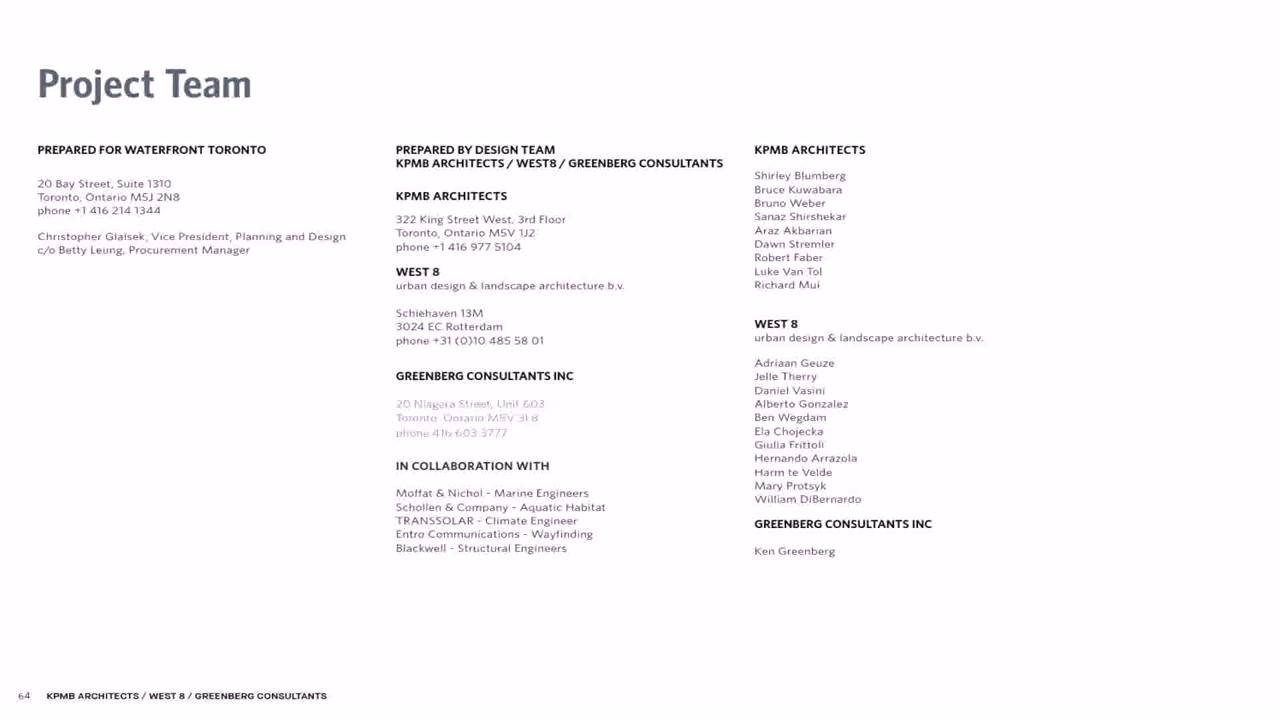 Project Team
PREPARED FOR WATERFRONT TORONTO
20 Bay Street, Suite 1310
Toronto, Ontario M5J 2N8
phone +1 416 214 1344
Christopher Glaisek, Vice President, Planning and Design
c/o Betty Leung, Procurement Manager
PREPARED BY DESIGN TEAM
KPMB ARCHITECTS / WEST8 / GREENBERG CONSULTANTS
KPMB ARCHITECTS
322 King Street West, 3rd Floor
Toronto, Ontario M5V 1J2
phone +1 416 977 5104
WEST 8
urban design & landscape architecture b.v.
Schiehaven 13M
3024 EC Rotterdam
phone +31 (0)10 485 58 01
GREENBERG CONSULTANTS INC
20 Niagara Street, Unit 603
Toronto Ontario M5V 3L8
phone 416 603 3777
IN COLLABORATION WITH
Moffat & Nichol - Marine Engineers
Schollen & Company - Aquatic Habitat
TRANSSOLAR - Climate Engineer
Entro Communications - Wayfinding
Blackwell - Structural Engineers
KPMB ARCHITECTS
Shirley Blumberg
Bruce Kuwabara
Bruno Weber
Sanaz Shirshekar
Araz Akbarian
Dawn Stremler
Robert Faber
Luke Van Tol
Richard Mui
WEST 8
urban design & landscape architecture b.v.
Adriaan Geuze
Jelle Therry
Daniel Vasini
Alberto Gonzalez
Ben Wegdam
Ela Chojecka
Giulia Frittoli
Hernando Arrazola
Harm te Velde
Mary Protsyk
William DiBernardo
GREENBERG CONSULTANTS INC
Ken Greenberg
64 KPMB ARCHITECTS / WEST 8 / GREENBERG CONSULTANTS